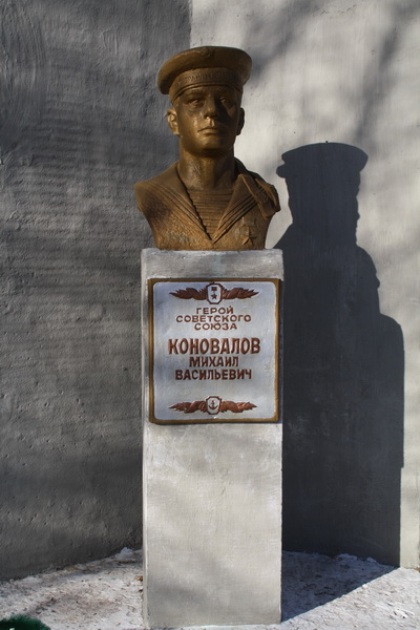 ГЕРОЙ
СОВЕТСКОГО
СОЮЗА
КОНОВАЛОВ
МИХАИЛ
ВАСИЛЬЕВИЧ